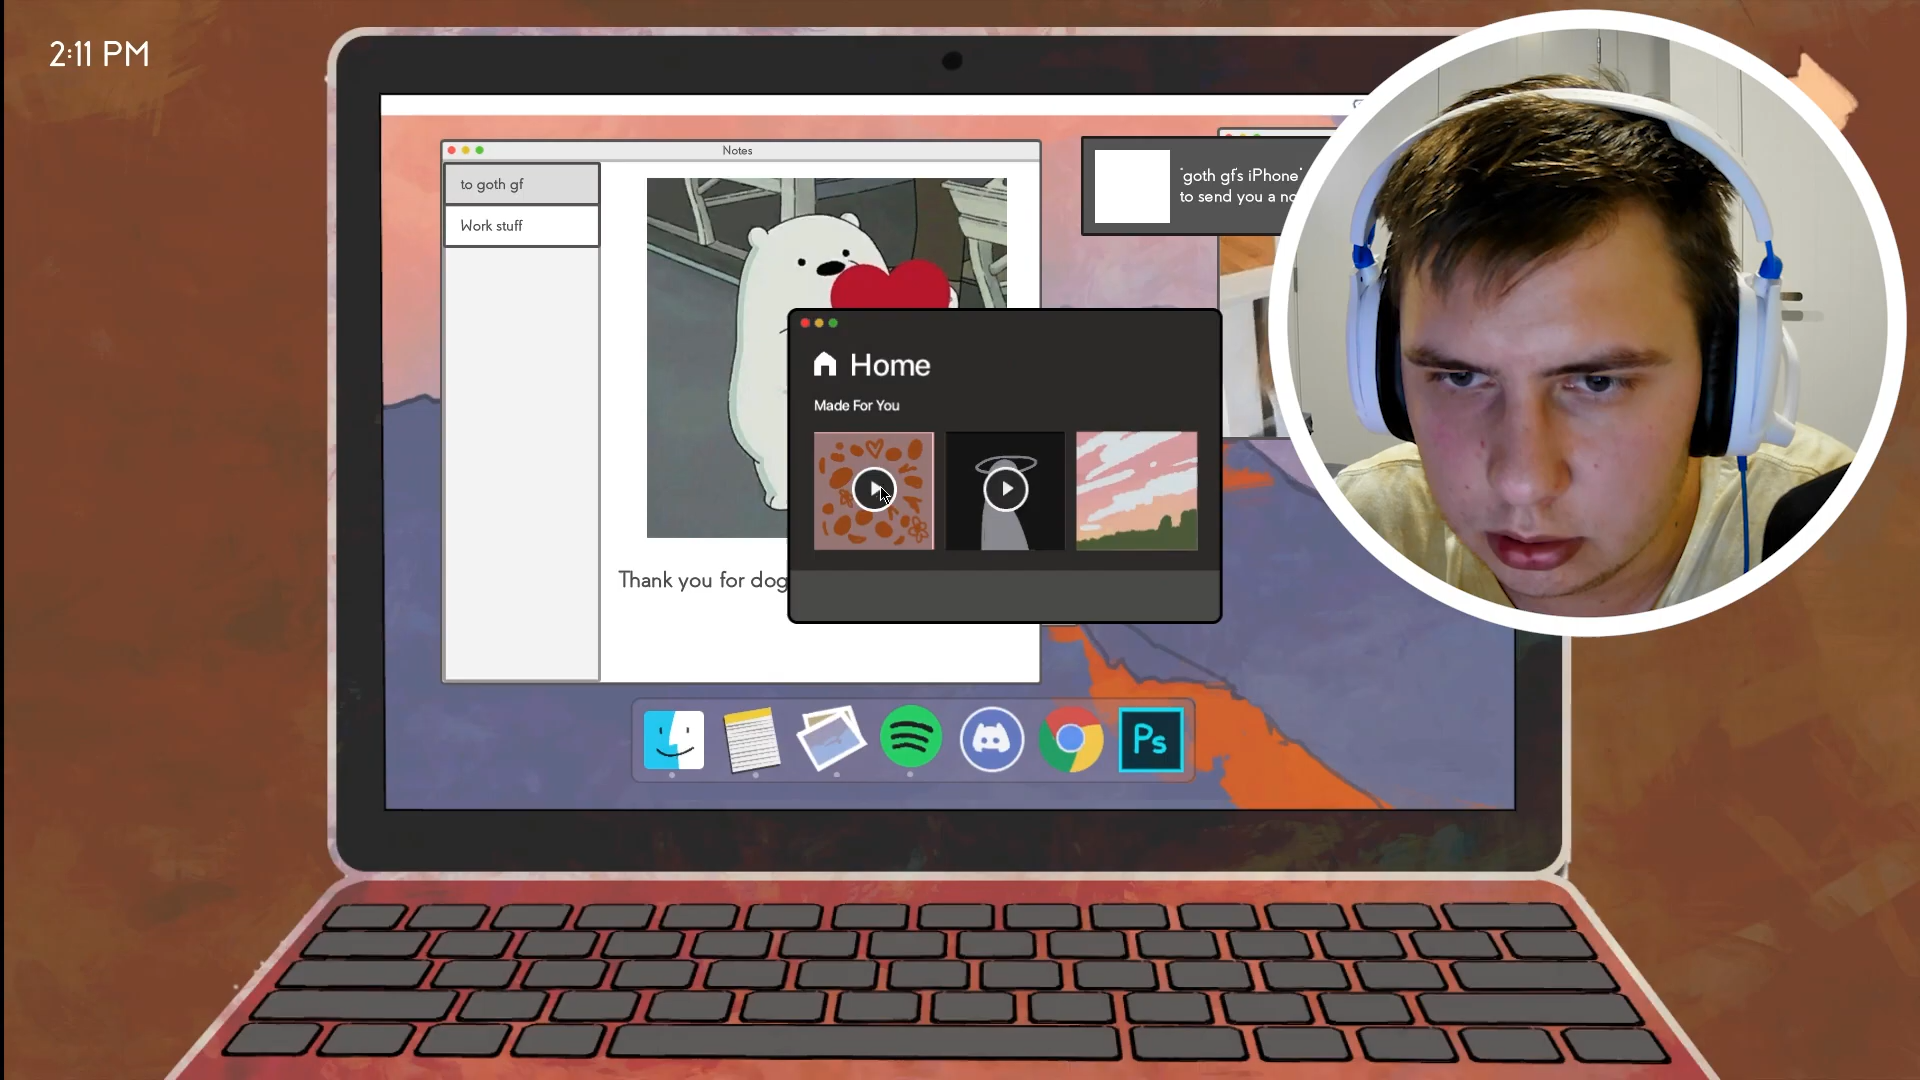 2:11 PM
Notes
to goth gf
Work stuff
"goth gf's iPhone"
to send you a
Home
Made For You
Thank you for dog
Ps